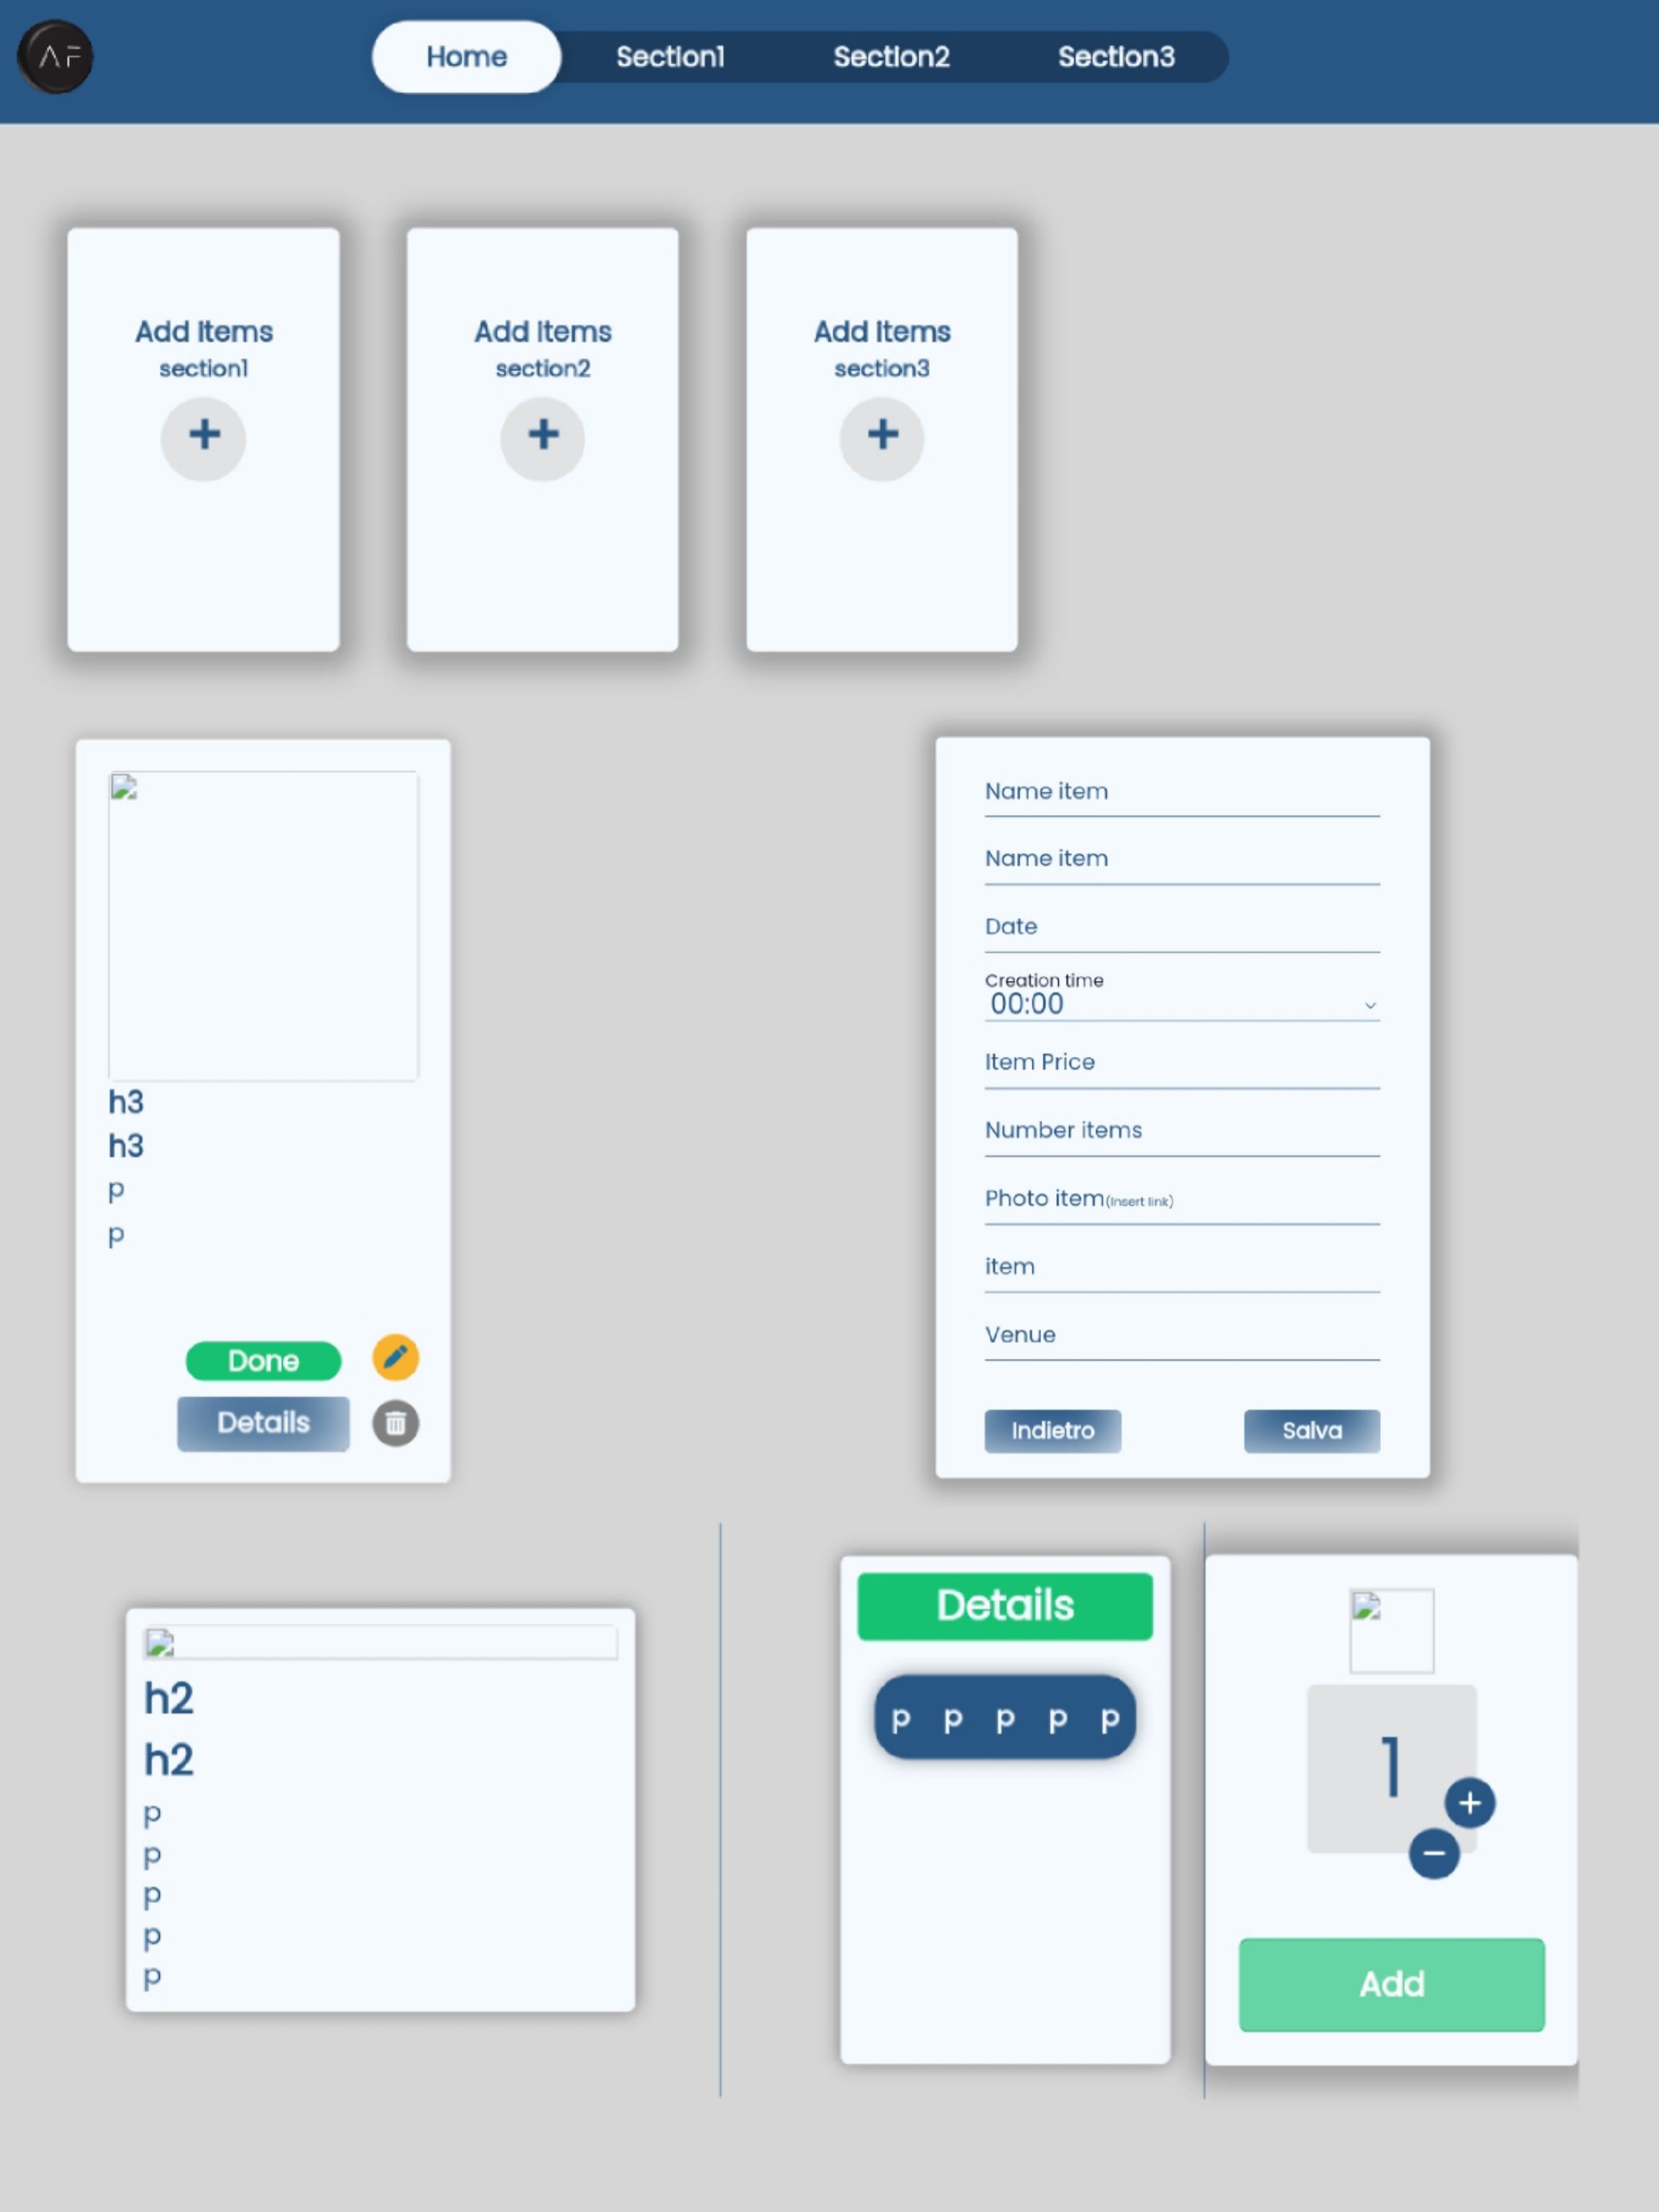 AF
Home Section1 Section2 Section3
Add items
section1
+
Add items
section2
+
Add items
section3
+
h3
h3
p
p
Done
Details
Name item
Name item
Date
Creation time
00:00
Item Price
Number items
Photo item(Insert link)
item
Venue
Indietro Salva
h2
h2
p
p
p
p
p
Details
p p p p p
1
+
−
Add